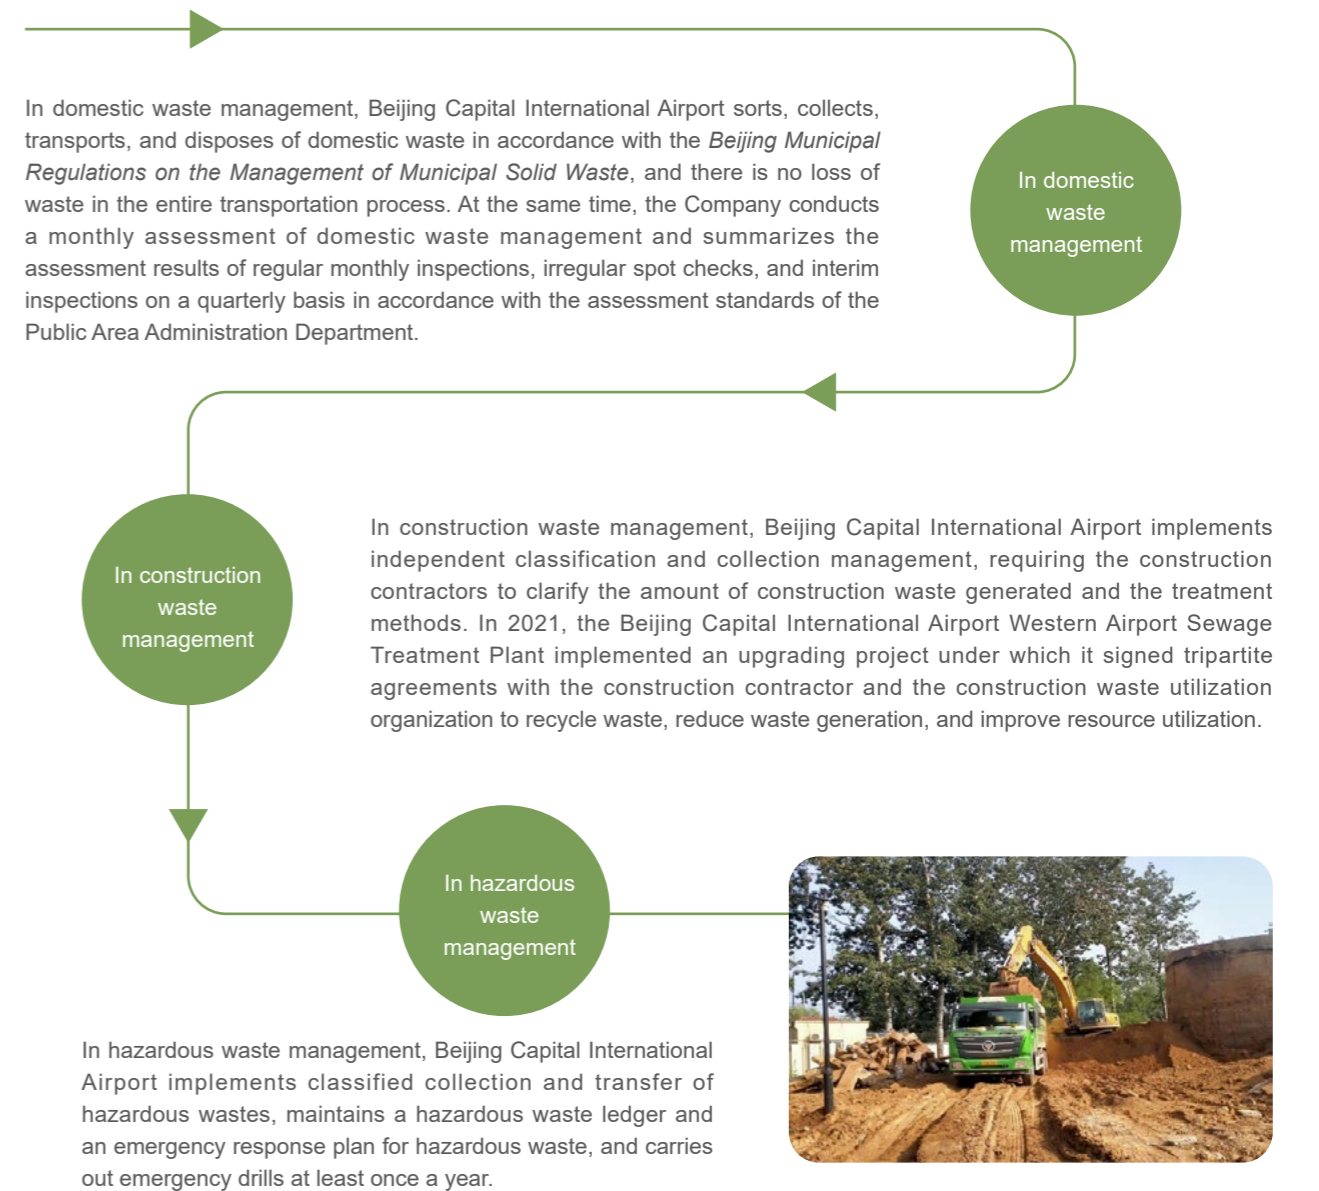 In domestic waste management, Beijing Capital International Airport sorts, collects,
transports, and disposes of domestic waste in accordance with the Beijing Municipal
Regulations on the Management of Municipal Solid Waste, and there is no loss of
waste in the entire transportation process. At the same time, the Company conducts
a monthly assessment of domestic waste management and summarizes the
assessment results of regular monthly inspections, irregular spot checks, and interim
inspections on a quarterly basis in accordance with the assessment standards of the
Public Area Administration Department.
In domestic
waste
management
In construction
waste
management
In construction waste management, Beijing Capital International Airport implements
independent classification and collection management, requiring the construction
contractors to clarify the amount of construction waste generated and the treatment
methods. In 2021, the Beijing Capital International Airport Western Airport Sewage
Treatment Plant implemented an upgrading project under which it signed tripartite
agreements with the construction contractor and the construction waste utilization
organization to recycle waste, reduce waste generation, and improve resource utilization.
In hazardous
waste
management
In hazardous waste management, Beijing Capital International
Airport implements classified collection and transfer of
hazardous wastes, maintains a hazardous waste ledger and
an emergency response plan for hazardous waste, and carries
out emergency drills at least once a year.